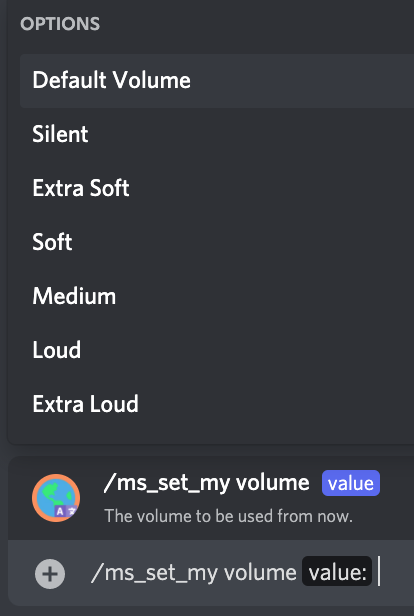 OPTIONS
Default Volume
Silent
Extra Soft
Soft
Medium
Loud
Extra Loud
/ms_set_my volume value
The volume to be used from now.
/ms_set_my volume value: